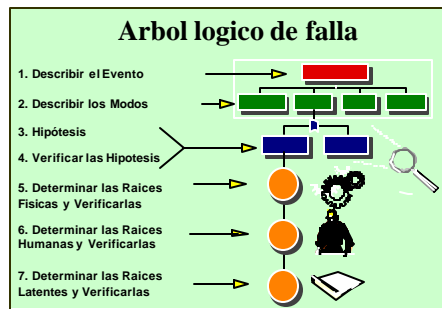 Arbol logico de falla
1. Describir el Evento
2. Describir los Modos
3. Hipótesis
4. Verificar las Hipotesis
5. Determinar las Raices
Fisicas y Verificarlas
6. Determinar las Raices
Humanas y Verificarlas
7. Determinar las Raices
Latentes y Verificarlas